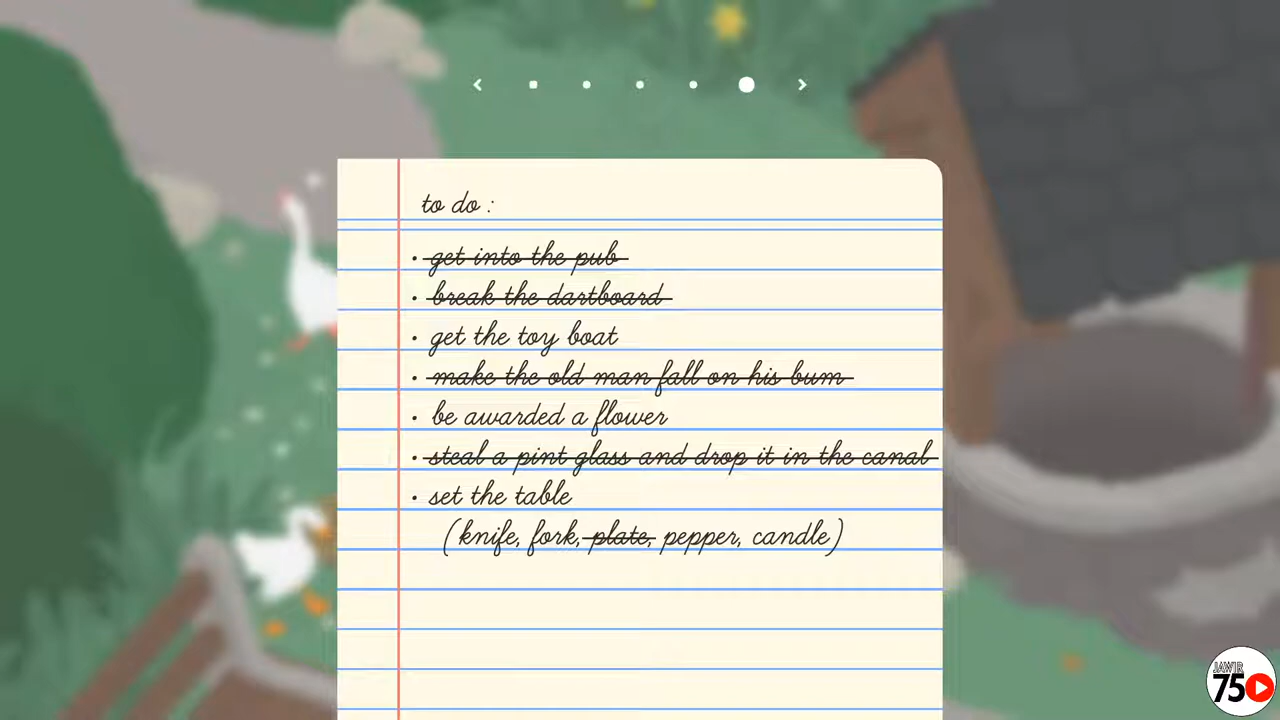 to do :
• get into the pub
• break the dartboard
• get the toy boat
• make the old man fall on his bum
• be awarded a flower
• steal a pint glass and drop it in the canal
• set the table
(knife, fork, plate, pepper, candle)
JAWIR
75